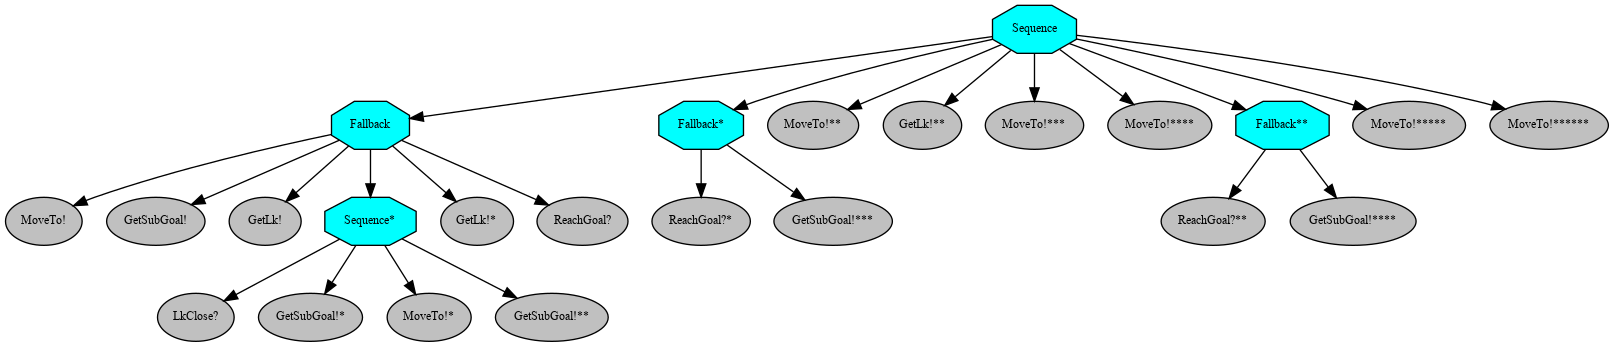 Sequence
Fallback
Fallback*
MoveTo!**
GetLk!**
MoveTo!***
MoveTo!****
Fallback**
MoveTo!*****
MoveTo!******
MoveTo!
GetSubGoal!
GetLk!
Sequence*
GetLk!*
ReachGoal?
ReachGoal?*
GetSubGoal!***
ReachGoal?**
GetSubGoal!****
LkClose?
GetSubGoal!*
MoveTo!*
GetSubGoal!**